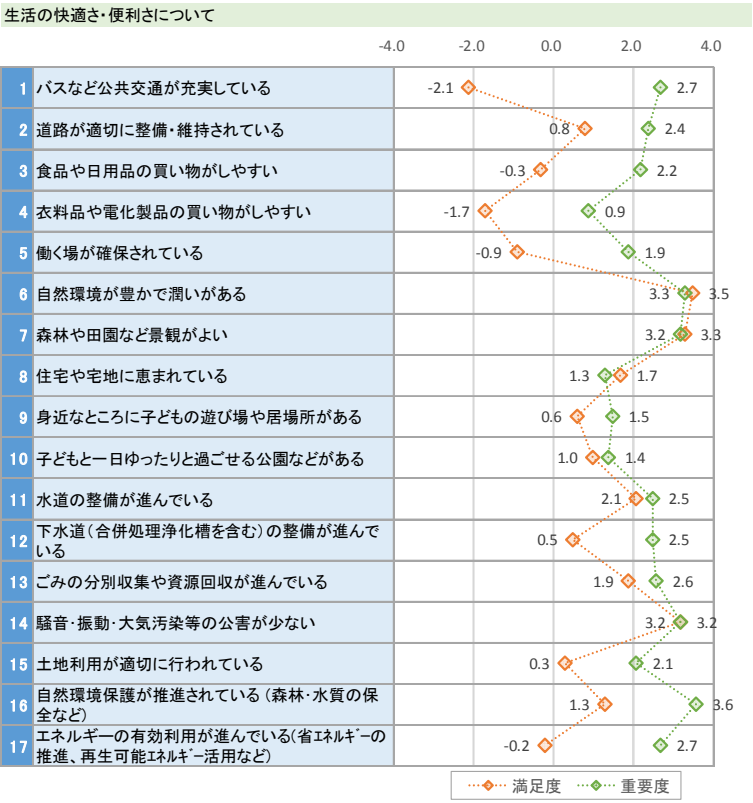 生活の快適さ・便利さについて
-4.0 -2.0 0.0 2.0 4.0
1 バスなど公共交通が充実している -2.1 2.7
2 道路が適切に整備・維持されている 0.8 2.4
3 食品や日用品の買い物がしやすい -0.3 2.2
4 衣料品や電化製品の買い物がしやすい -1.7 0.9
5 働く場が確保されている -0.9 1.9
6 自然環境が豊かで潤いがある 3.3 3.5
7 森林や田園など景観がよい 3.2 3.3
8 住宅や宅地に恵まれている 1.3 1.7
9 身近なところに子どもの遊び場や居場所がある 0.6 1.5
10 子どもと一日ゆったりと過ごせる公園などがある 1.0 1.4
11 水道の整備が進んでいる 2.1 2.5
12 下水道(合併処理浄化槽を含む)の整備が進んで
いる 0.5 2.5
13 ごみの分別収集や資源回収が進んでいる 1.9 2.6
14 騒音・振動・大気汚染等の公害が少ない 3.2 3.2
15 土地利用が適切に行われている 0.3 2.1
16 自然環境保護が推進されている(森林・水質の保
全など) 1.3 3.6
17 エネルギーの有効利用が進んでいる(省エネルギーの
推進、再生可能エネルギー活用など) -0.2 2.7
満足度 重要度